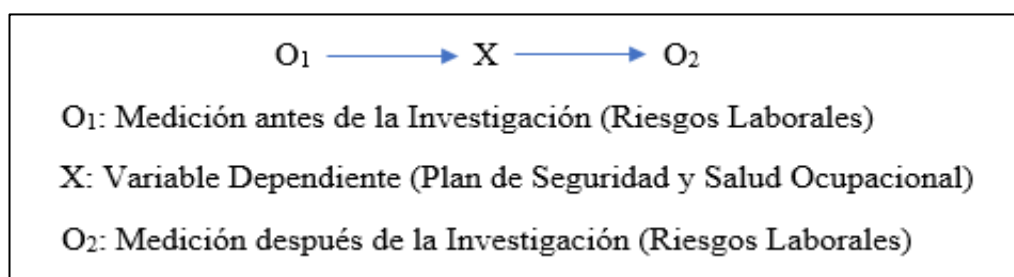 O₁ → X → O₂
O₁: Medición antes de la Investigación (Riesgos Laborales)
X: Variable Dependiente (Plan de Seguridad y Salud Ocupacional)
O₂: Medición después de la Investigación (Riesgos Laborales)